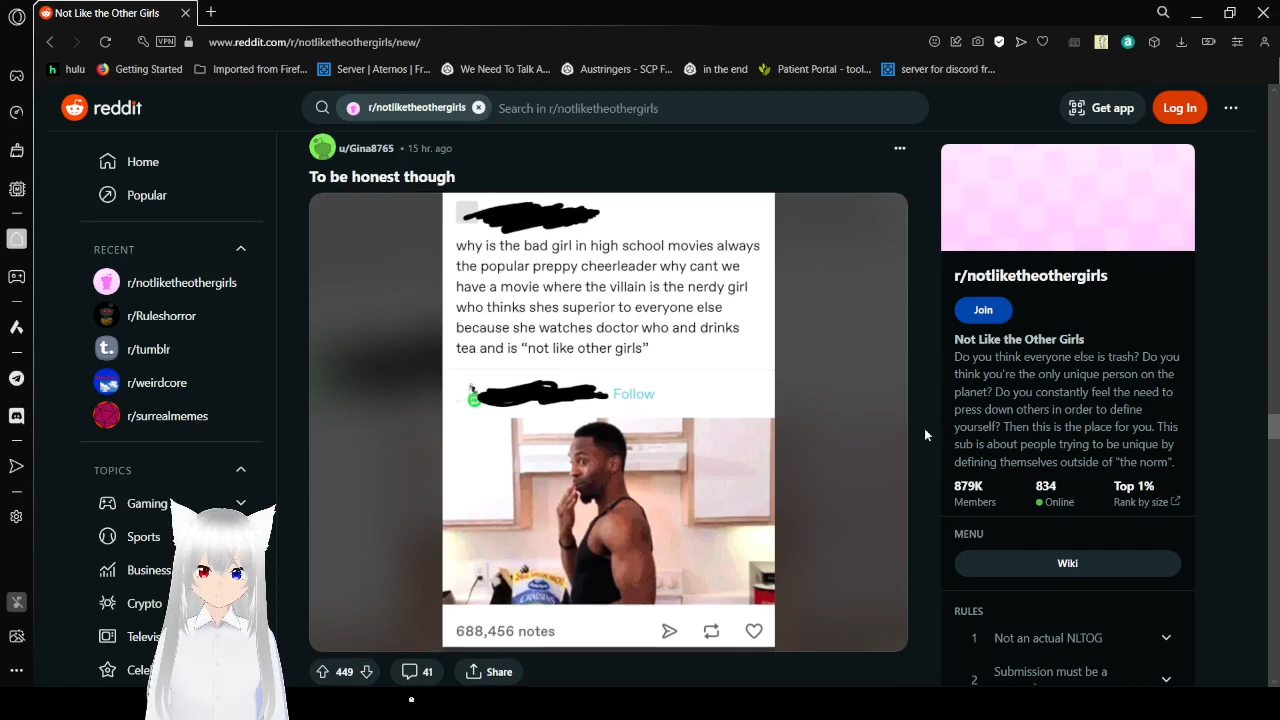 Not Like the Other Girls
VPN
www.reddit.com/r/notliketheothergirls/new/
hulu
Getting Started
Imported from Firef...
Server | Aternos | Fr...
We Need To Talk A...
Austringers - SCP F...
in the end
Patient Portal - tool...
server for discord fr...
reddit
r/notliketheothergirls
Search in r/notliketheothergirls
Get app
Log In
Home
Popular
RECENT
r/notliketheothergirls
r/Ruleshorror
r/tumblr
r/weirdcore
r/surrealmemes
TOPICS
Gaming
Sports
Business
Crypto
Televi
Cele
u/Gina8765 • 15 hr. ago
To be honest though
why is the bad girl in high school movies always
the popular preppy cheerleader why cant we
have a movie where the villain is the nerdy girl
who thinks shes superior to everyone else
because she watches doctor who and drinks
tea and is “not like other girls”
Follow
688,456 notes
449
41
Share
r/notliketheothergirls
Join
Not Like the Other Girls
Do you think everyone else is trash? Do you
think you're the only unique person on the
planet? Do you constantly feel the need to
press down others in order to define
yourself? Then this is the place for you. This
sub is about people trying to be unique by
defining themselves outside of "the norm".
879K
Members
834
Online
Top 1%
Rank by size
MENU
Wiki
RULES
1 Not an actual NLTOG
2 Submission must be a